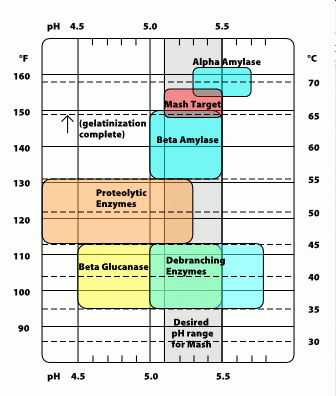 pH 4.5 5.0 5.5
°F °C
Alpha Amylase
160
70
Mash Target
150
65
(gelatinization
complete)
Beta Amylase
140
60
130
55
Proteolytic
Enzymes
120
50
45
110
Beta Glucanase
Debranching
Enzymes
40
100
35
Desired
pH range
for Mash
90
30
pH 4.5 5.0 5.5